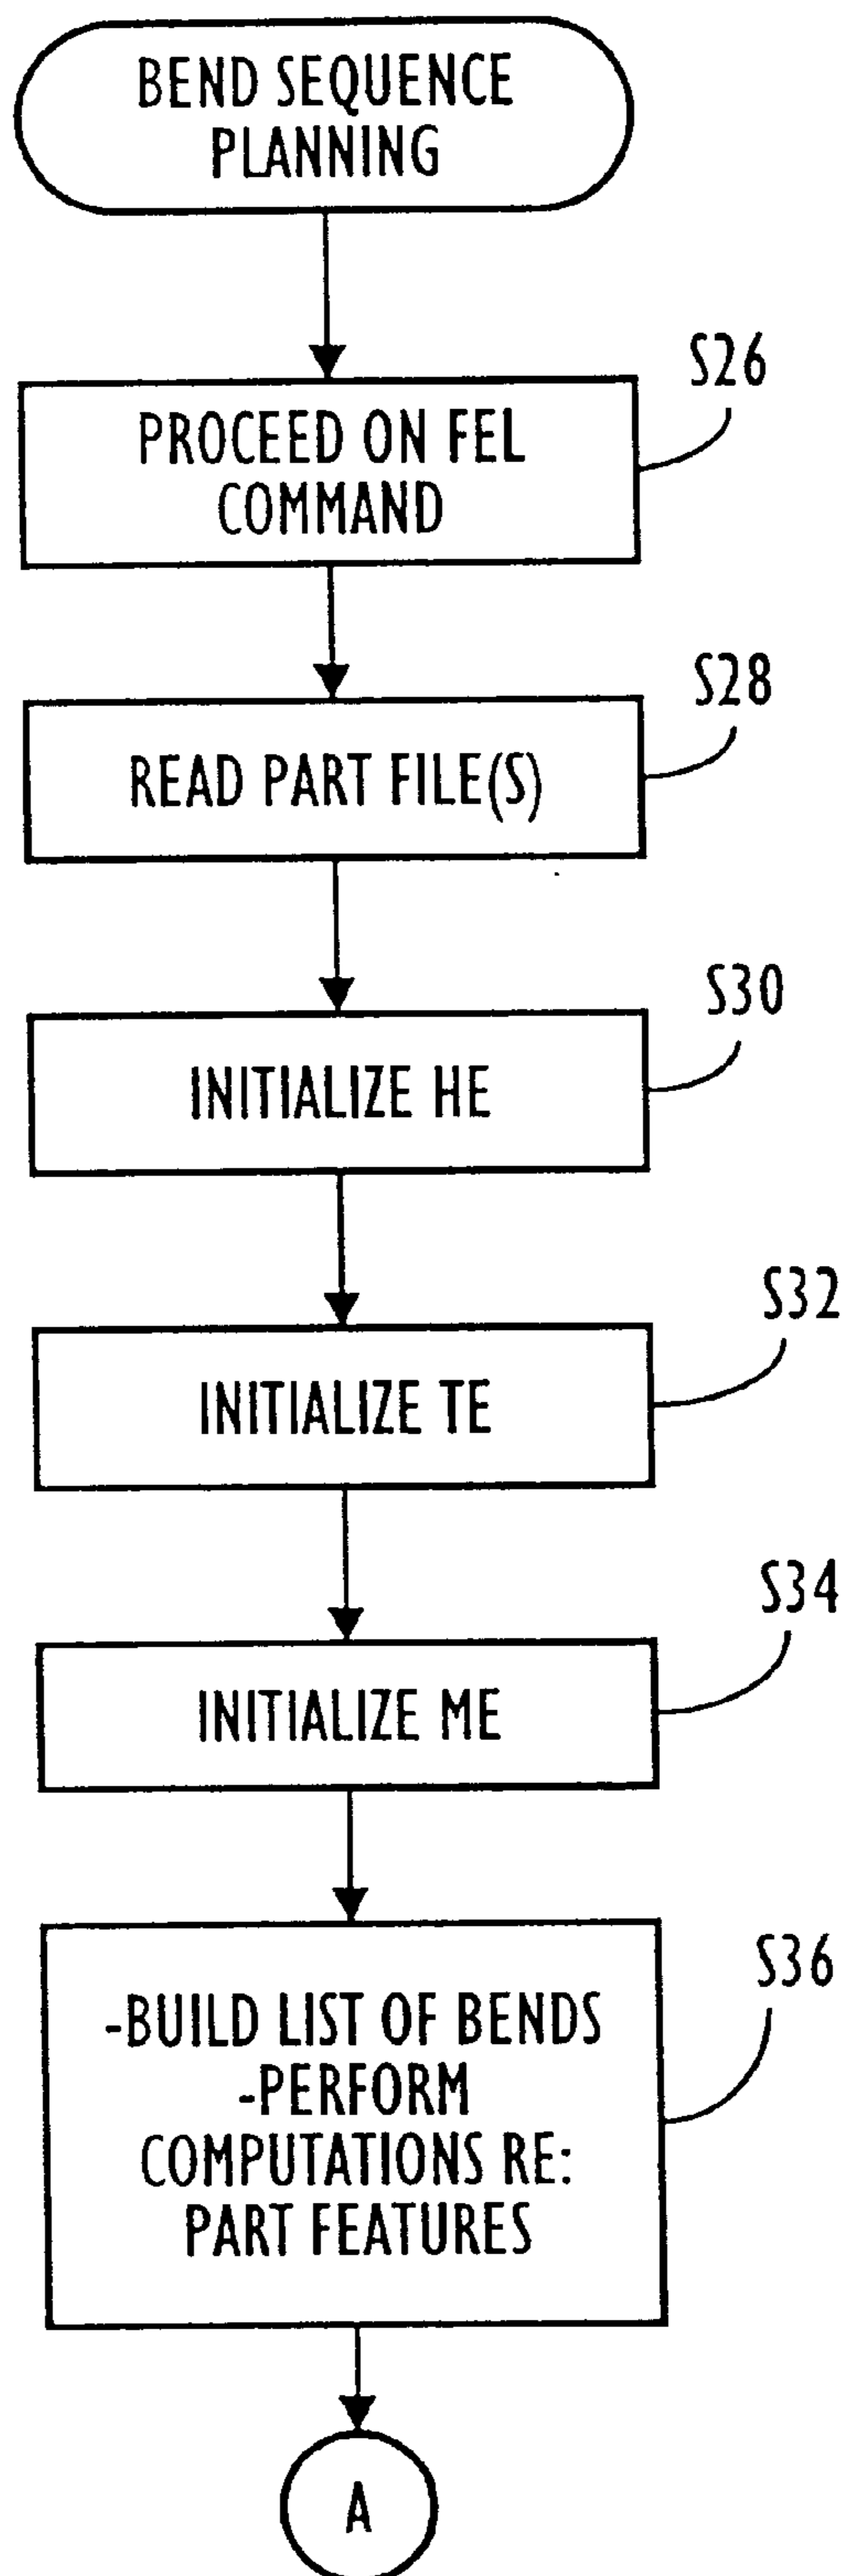 BEND SEQUENCE
PLANNING
S26
PROCEED ON FEL
COMMAND
S28
READ PART FILE(S)
S30
INITIALIZE HE
S32
INITIALIZE TE
S34
INITIALIZE ME
S36
-BUILD LIST OF BENDS
-PERFORM
COMPUTATIONS RE:
PART FEATURES
A